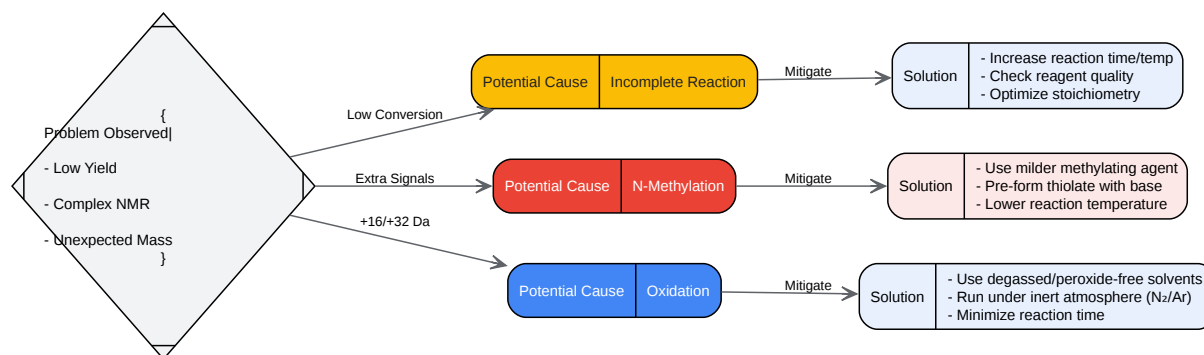 {
Problem Observed|
- Low Yield
- Complex NMR
- Unexpected Mass
}
Low Conversion
Extra Signals
+16/+32 Da
Potential Cause
Incomplete Reaction
Mitigate
Solution
- Increase reaction time/temp
- Check reagent quality
- Optimize stoichiometry
Potential Cause
N-Methylation
Mitigate
Solution
- Use milder methylating agent
- Pre-form thiolate with base
- Lower reaction temperature
Potential Cause
Oxidation
Mitigate
Solution
- Use degassed/peroxide-free solvents
- Run under inert atmosphere (N₂/Ar)
- Minimize reaction time